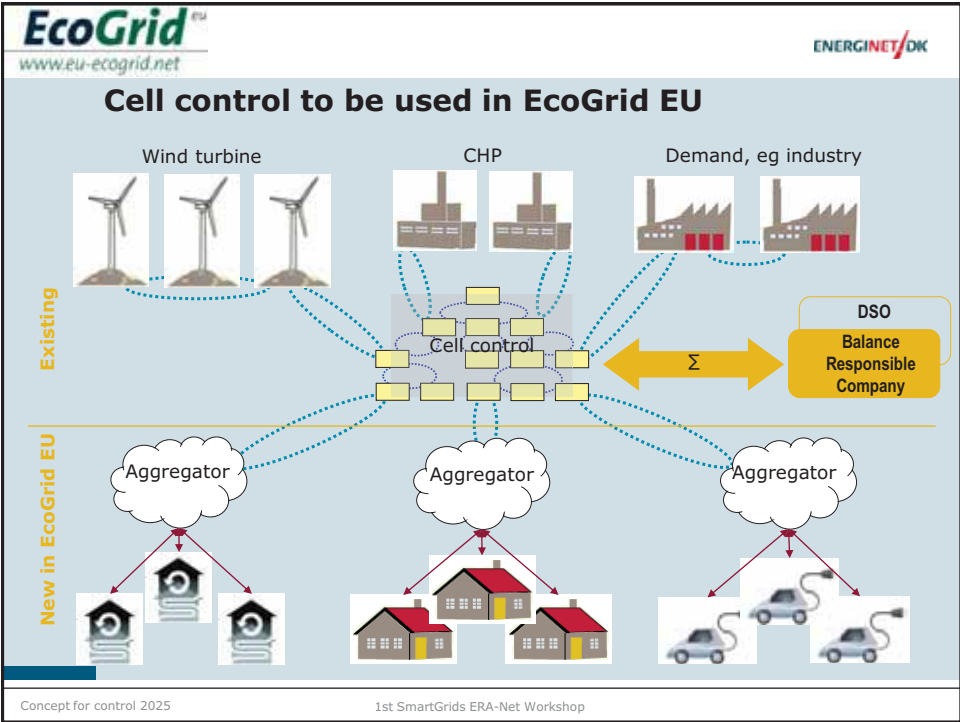 EcoGrid eu
www.eu-ecogrid.net
ENERGINET/DK
Cell control to be used in EcoGrid EU
Wind turbine
CHP
Demand, eg industry
Existing
Cell control
Σ
DSO
Balance
Responsible
Company
New in EcoGrid EU
Aggregator
Aggregator
Aggregator
Concept for control 2025
1st SmartGrids ERA-Net Workshop